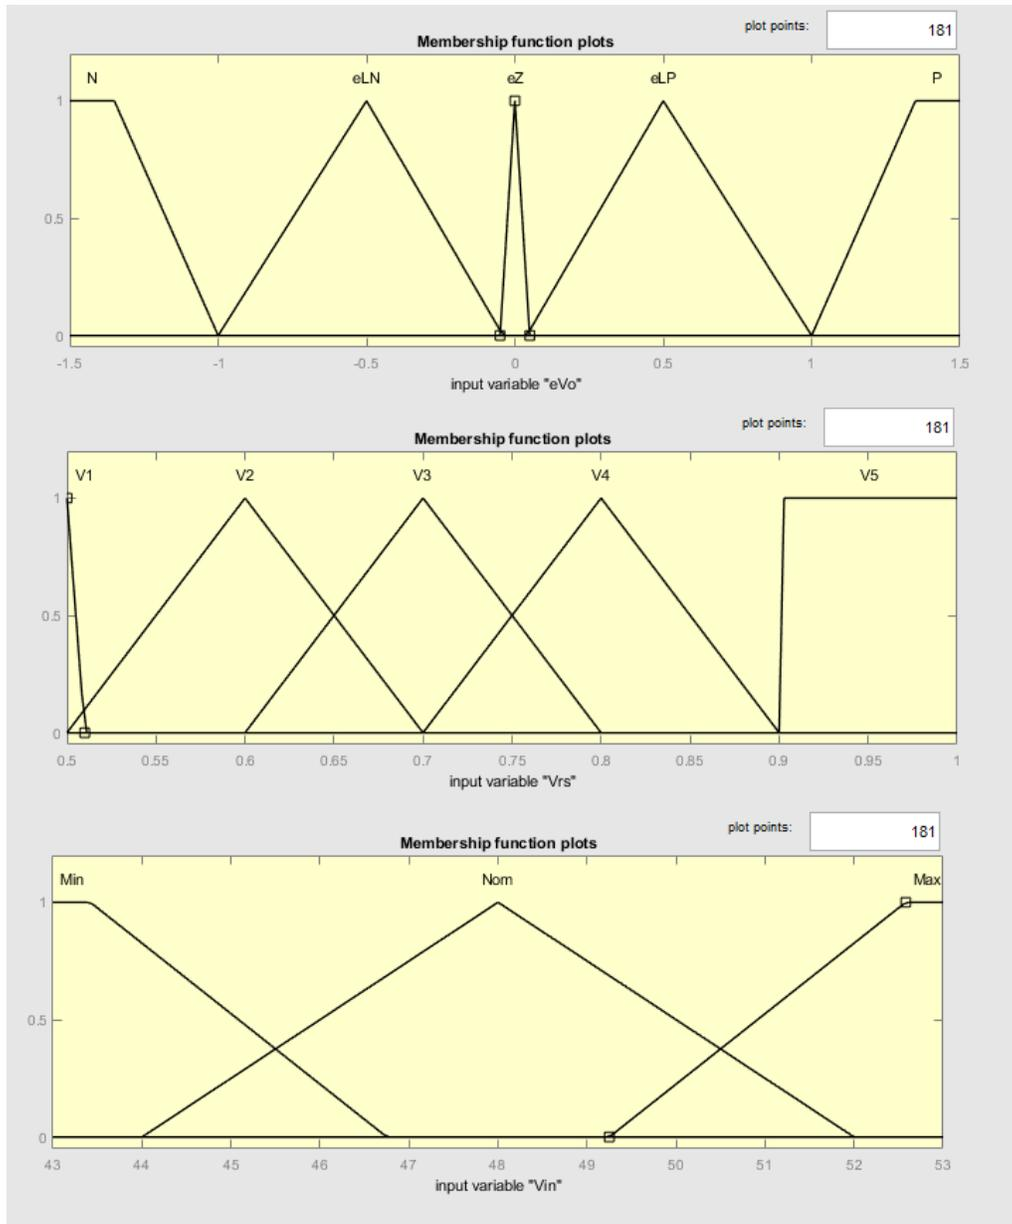 plot points: 181
Membership function plots
N eLN eZ eLP P
1
0.5
0
-1.5 -1 -0.5 0 0.5 1 1.5
input variable "eVo"
plot points: 181
Membership function plots
V1 V2 V3 V4 V5
1
0.5
0
0.5 0.55 0.6 0.65 0.7 0.75 0.8 0.85 0.9 0.95 1
input variable "Vrs"
plot points: 181
Membership function plots
Min Nom Max
1
0.5
0
43 44 45 46 47 48 49 50 51 52 53
input variable "Vin"